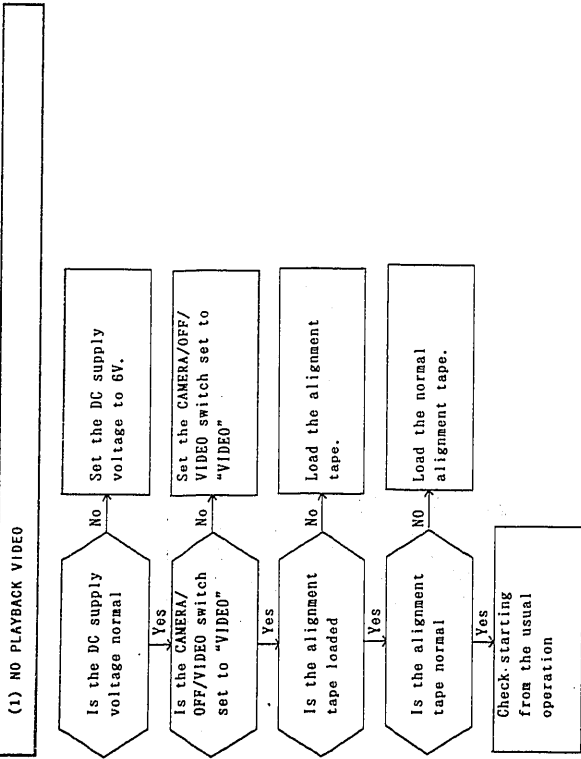 (1) NO PLAYBACK VIDEO
Is the DC supply
voltage normal
No
Set the DC supply
voltage to 6V.
Yes
Is the CAMERA/
OFF/VIDEO switch
set to "VIDEO"
No
Set the CAMERA/OFF/
VIDEO switch set to
"VIDEO"
Yes
Is the alignment
tape loaded
No
Load the alignment
tape.
Yes
Is the alignment
tape normal
NO
Load the normal
alignment tape.
Yes
Check starting
from the usual
operation